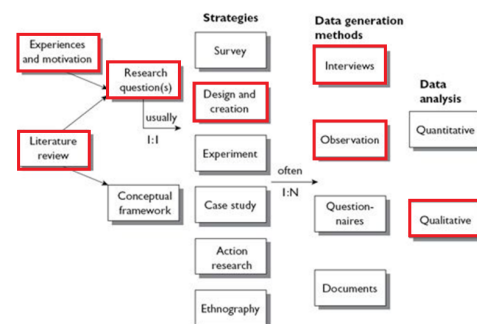 Strategies
Data generation
methods
Experiences
and motivation
Research
question(s)
Survey
Interviews
Data
analysis
usually
1:1
Design and
creation
Literature
review
Experiment
Observation
Quantitative
often
1:N
Conceptual
framework
Case study
Question-
naires
Qualitative
Action
research
Documents
Ethnography